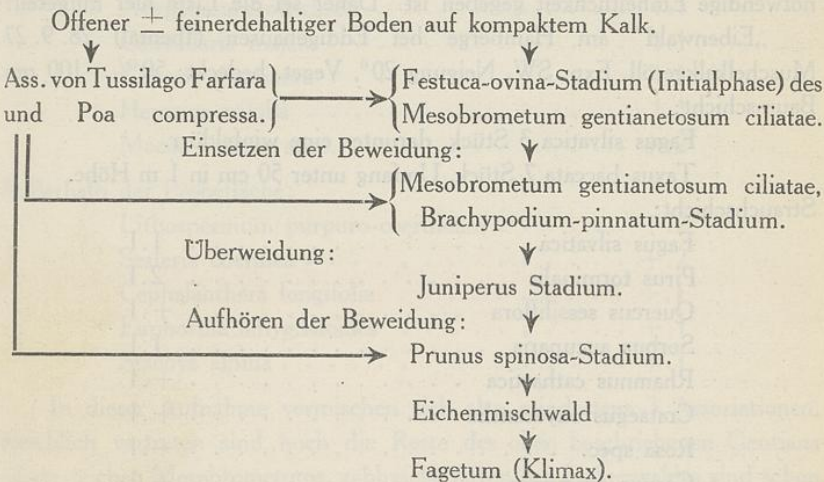 Offener ± feinerdehaltiger Boden auf kompaktem Kalk.
Ass. von Tussilago Farfara
und Poa compressa.
Festuca-ovina-Stadium (Initialphase) des
Mesobrometum gentianetosum ciliatae.
Einsetzen der Beweidung:
Mesobrometum gentianetosum ciliatae,
Brachypodium-pinnatum-Stadium.
Überweidung:
Juniperus Stadium.
Aufhören der Beweidung:
Prunus spinosa-Stadium.
Eichenmischwald
Fagetum (Klimax).